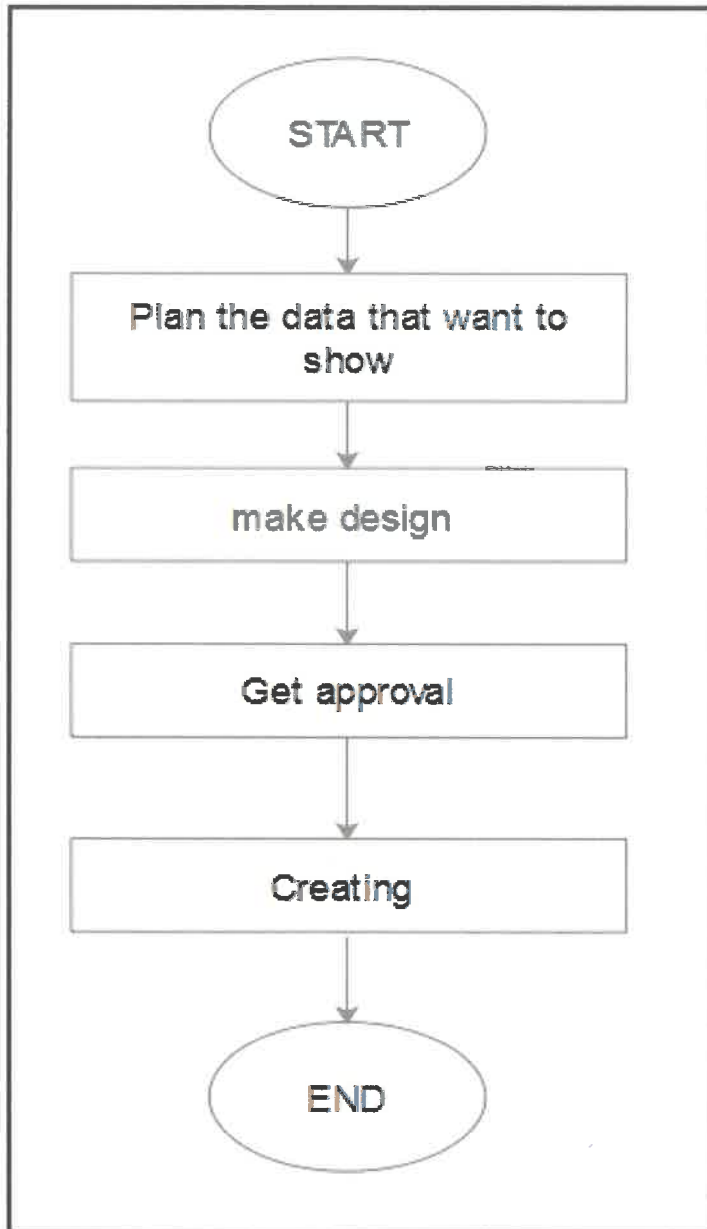 START
Plan the data that want to
show
make design
Get approval
Creating
END